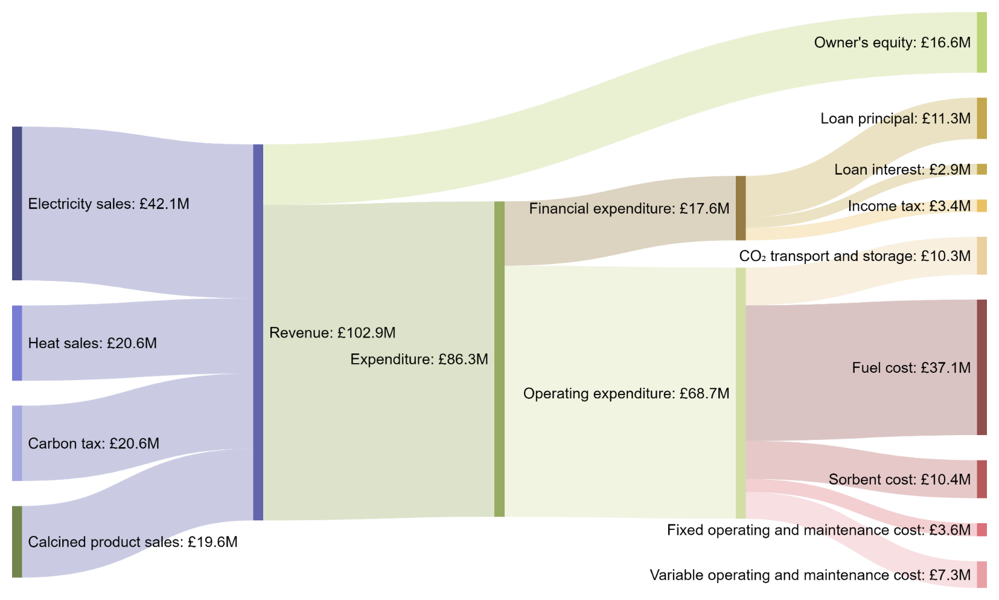 Owner's equity: £16.6M
Loan principal: £11.3M
Loan interest: £2.9M
Electricity sales: £42.1M
Financial expenditure: £17.6M
Income tax: £3.4M
CO₂ transport and storage: £10.3M
Revenue: £102.9M
Heat sales: £20.6M
Expenditure: £86.3M
Fuel cost: £37.1M
Operating expenditure: £68.7M
Carbon tax: £20.6M
Sorbent cost: £10.4M
Fixed operating and maintenance cost: £3.6M
Calcined product sales: £19.6M
Variable operating and maintenance cost: £7.3M